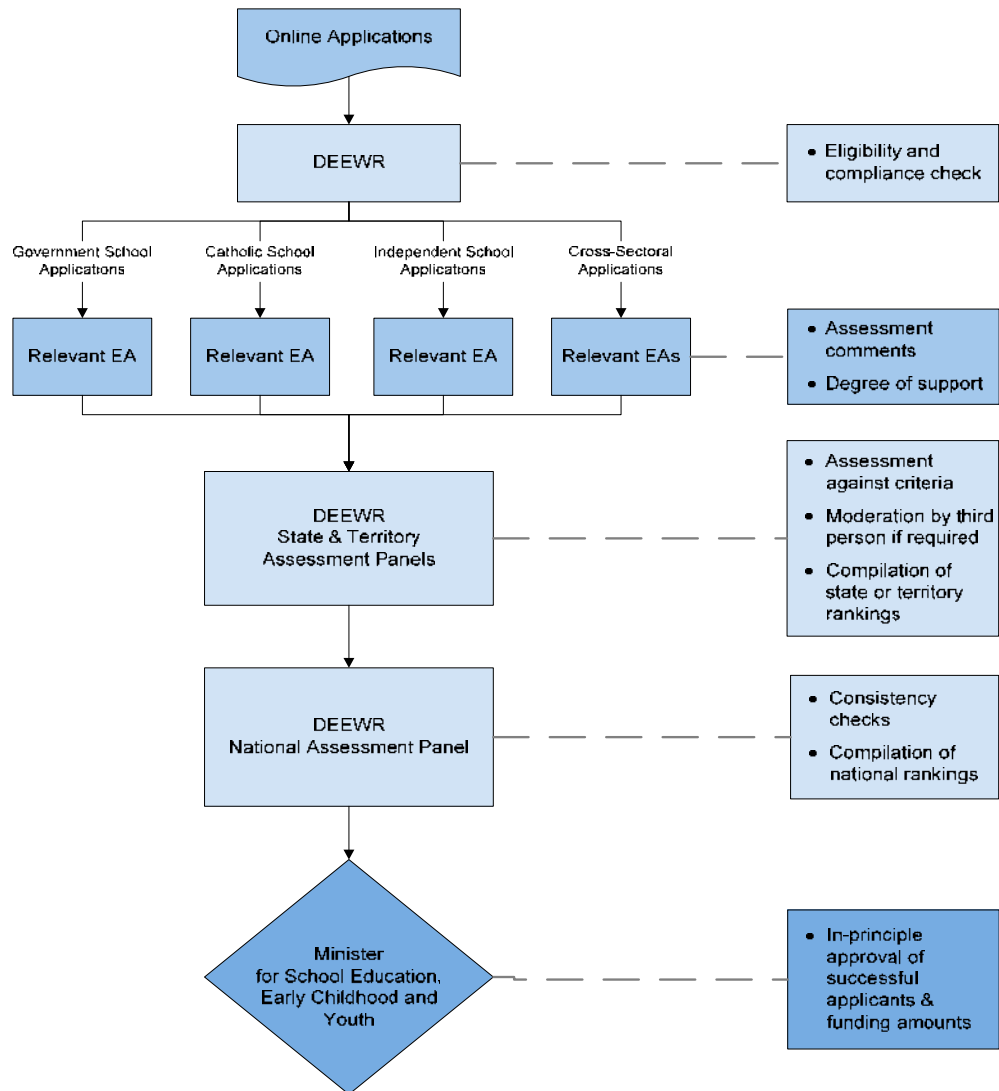 Online Applications
DEEWR
• Eligibility and
compliance check
Government School
Applications
Catholic School
Applications
Independent School
Applications
Cross-Sectoral
Applications
Relevant EA
Relevant EA
Relevant EA
Relevant EAs
• Assessment
comments
• Degree of support
DEEWR
State & Territory
Assessment Panels
• Assessment
against criteria
• Moderation by third
person if required
• Compilation of
state or territory
rankings
DEEWR
National Assessment Panel
• Consistency
checks
• Compilation of
national rankings
Minister
for School Education,
Early Childhood and
Youth
• In-principle
approval of
successful
applicants &
funding amounts